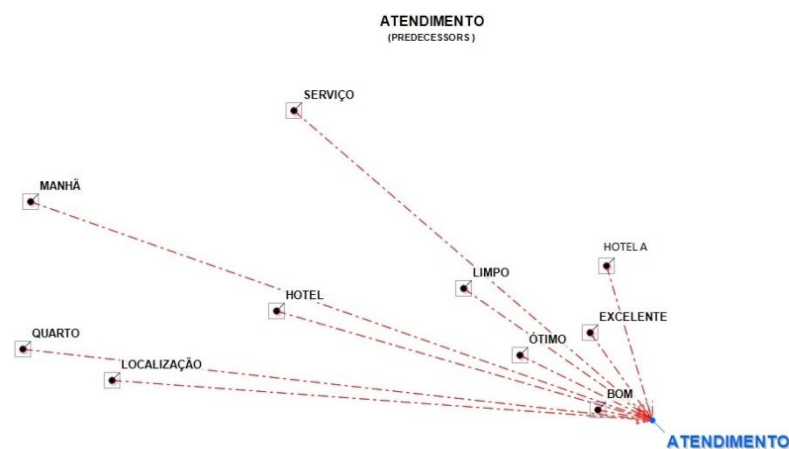 ATENDIMENTO
(PREDECESSORS )
SERVIÇO
MANHÃ
HOTEL A
LIMPO
HOTEL
EXCELENTE
QUARTO
ÓTIMO
LOCALIZAÇÃO
BOM
ATENDIMENTO